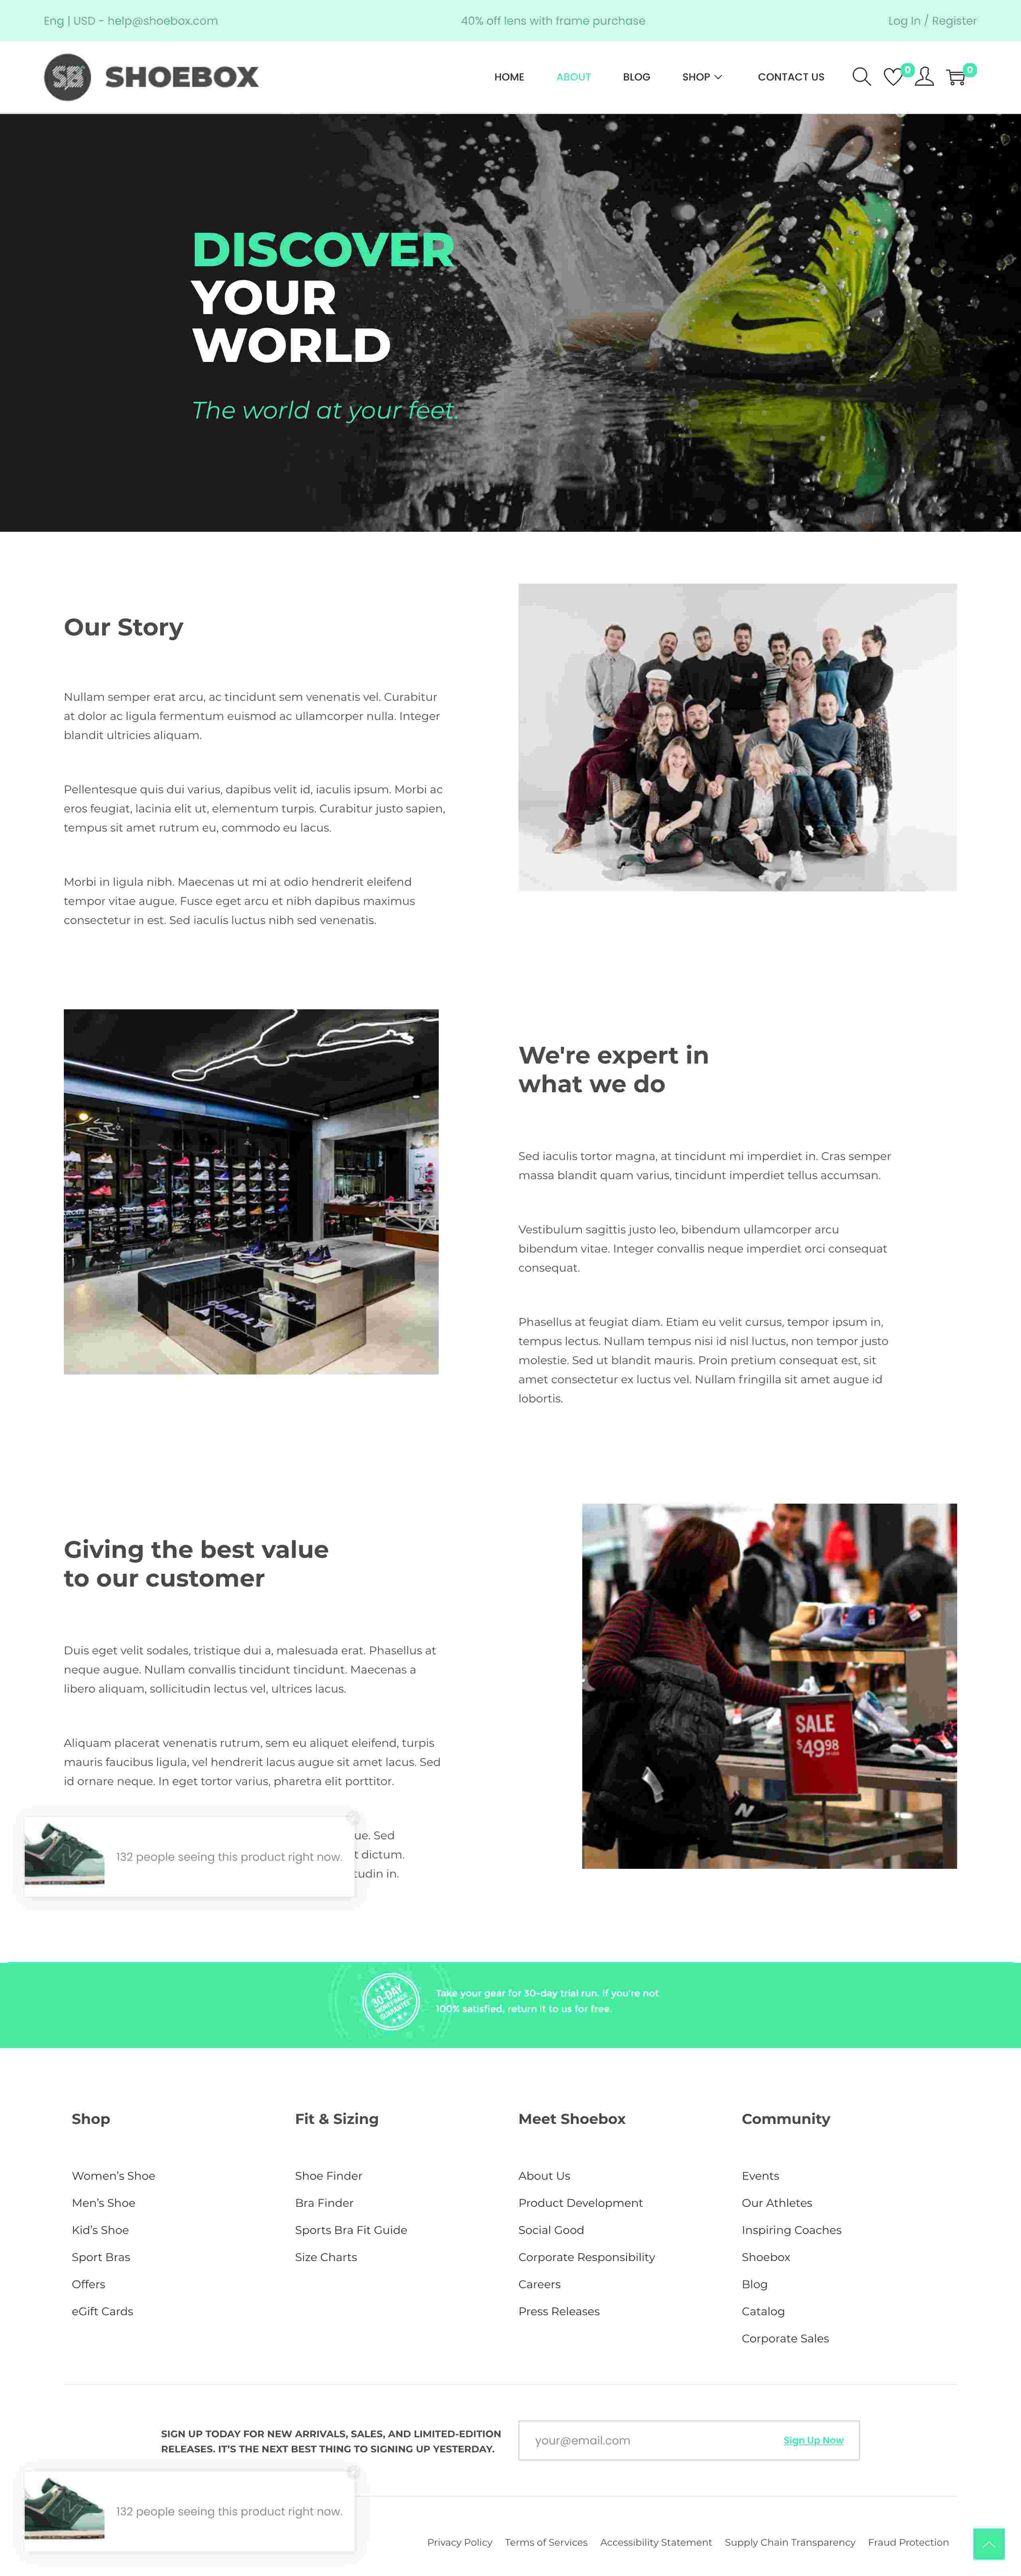 Eng | USD - help@shoebox.com
40% off lens with frame purchase
Log In / Register
SB SHOEBOX
HOME
ABOUT
BLOG
SHOP
CONTACT US
0
0
DISCOVER
YOUR
WORLD
The world at your feet.
Our Story
Nullam semper erat arcu, ac tincidunt sem venenatis vel. Curabitur
at dolor ac ligula fermentum euismod ac ullamcorper nulla. Integer
blandit ultricies aliquam.
Pellentesque quis dui varius, dapibus velit id, iaculis ipsum. Morbi ac
eros feugiat, lacinia elit ut, elementum turpis. Curabitur justo sapien,
tempus sit amet rutrum eu, commodo eu lacus.
Morbi in ligula nibh. Maecenas ut mi at odio hendrerit eleifend
tempor vitae augue. Fusce eget arcu et nibh dapibus maximus
consectetur in est. Sed iaculis luctus nibh sed venenatis.
COMPLY
We're expert in
what we do
Sed iaculis tortor magna, at tincidunt mi imperdiet in. Cras semper
massa blandit quam varius, tincidunt imperdiet tellus accumsan.
Vestibulum sagittis justo leo, bibendum ullamcorper arcu
bibendum vitae. Integer convallis neque imperdiet orci consequat
consequat.
Phasellus at feugiat diam. Etiam eu velit cursus, tempor ipsum in,
tempus lectus. Nullam tempus nisi id nisl luctus, non tempor justo
molestie. Sed ut blandit mauris. Proin pretium consequat est, sit
amet consectetur ex luctus vel. Nullam fringilla sit amet augue id
lobortis.
Giving the best value
to our customer
Duis eget velit sodales, tristique dui a, malesuada erat. Phasellus at
neque augue. Nullam convallis tincidunt tincidunt. Maecenas a
libero aliquam, sollicitudin lectus vel, ultrices lacus.
Aliquam placerat venenatis rutrum, sem eu aliquet eleifend, turpis
mauris faucibus ligula, vel hendrerit lacus augue sit amet lacus. Sed
id ornare neque. In eget tortor varius, pharetra elit porttitor.
ue. Sed
t dictum.
tudin in.
132 people seeing this product right now.
SALE
$49.98
N
30-DAY
MONEY BACK
GUARANTEE
Take your gear for 30-day trial run. If you're not
100% satisfied, return it to us for free.
Shop
Women's Shoe
Men's Shoe
Kid's Shoe
Sport Bras
Offers
eGift Cards
Fit & Sizing
Shoe Finder
Bra Finder
Sports Bra Fit Guide
Size Charts
Meet Shoebox
About Us
Product Development
Social Good
Corporate Responsibility
Careers
Press Releases
Community
Events
Our Athletes
Inspiring Coaches
Shoebox
Blog
Catalog
Corporate Sales
SIGN UP TODAY FOR NEW ARRIVALS, SALES, AND LIMITED-EDITION
RELEASES. IT'S THE NEXT BEST THING TO SIGNING UP YESTERDAY.
your@email.com
Sign Up Now
132 people seeing this product right now.
Privacy Policy
Terms of Services
Accessibility Statement
Supply Chain Transparency
Fraud Protection